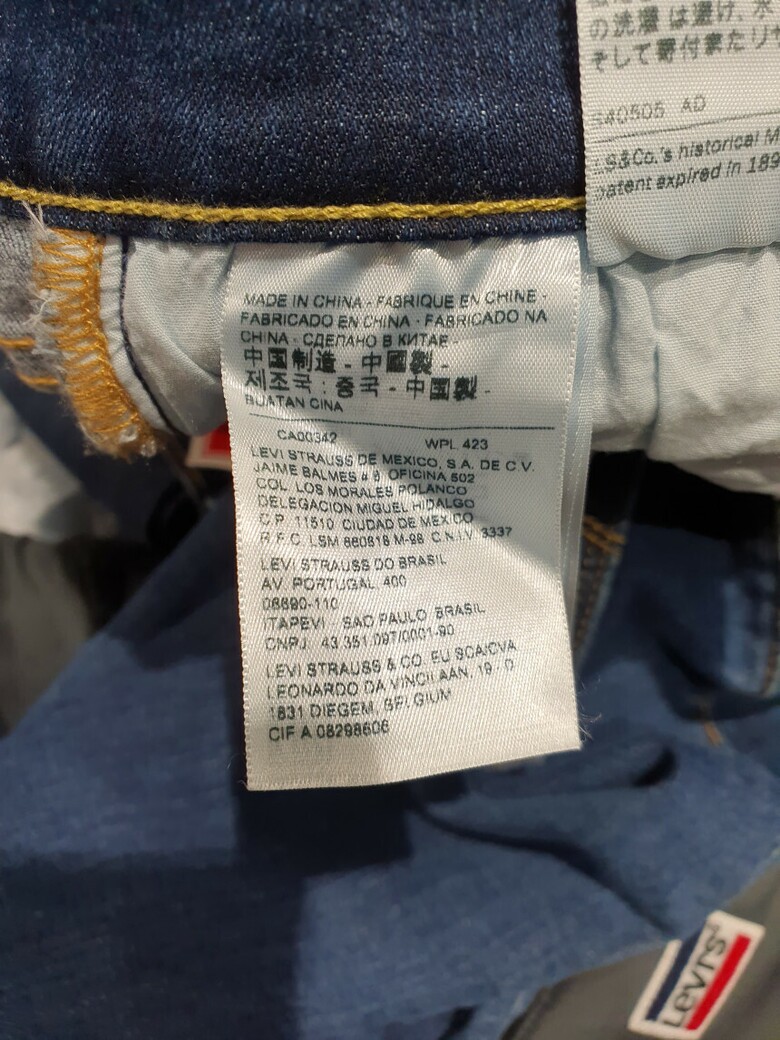 MADE IN CHINA - FABRIQUE EN CHINE -
FABRICADO EN CHINA - FABRICADO NA
CHINA - СДЕЛАНО В КИТАЕ -
中国制造 - 中國製 -
제조국 : 중국 - 中國製 -
BUATAN CINA
CA00342 WPL 423
LEVI STRAUSS DE MEXICO, S.A. DE C.V.
JAIME BALMES # 8 OFICINA 502
COL. LOS MORALES POLANCO
DELEGACION MIGUEL HIDALGO
C.P. 11510 CIUDAD DE MEXICO
R.F.C. LSM 880818 M-98 C.N.I.V. 3337
LEVI STRAUSS DO BRASIL
AV. PORTUGAL, 400
06690-110
ITAPEVI - SAO PAULO BRASIL
CNPJ. 43.351.097/0001-90
LEVI STRAUSS & CO. EU SCA/CVA
LEONARDO DA VINCILAAN, 19 - D
1831 DIEGEM, BELGIUM
CIF A 08298606
の洗濯は避け、水
そして寄付またリ
40505 AD
.S&Co.'s historical
patent expired in 189
Levi's